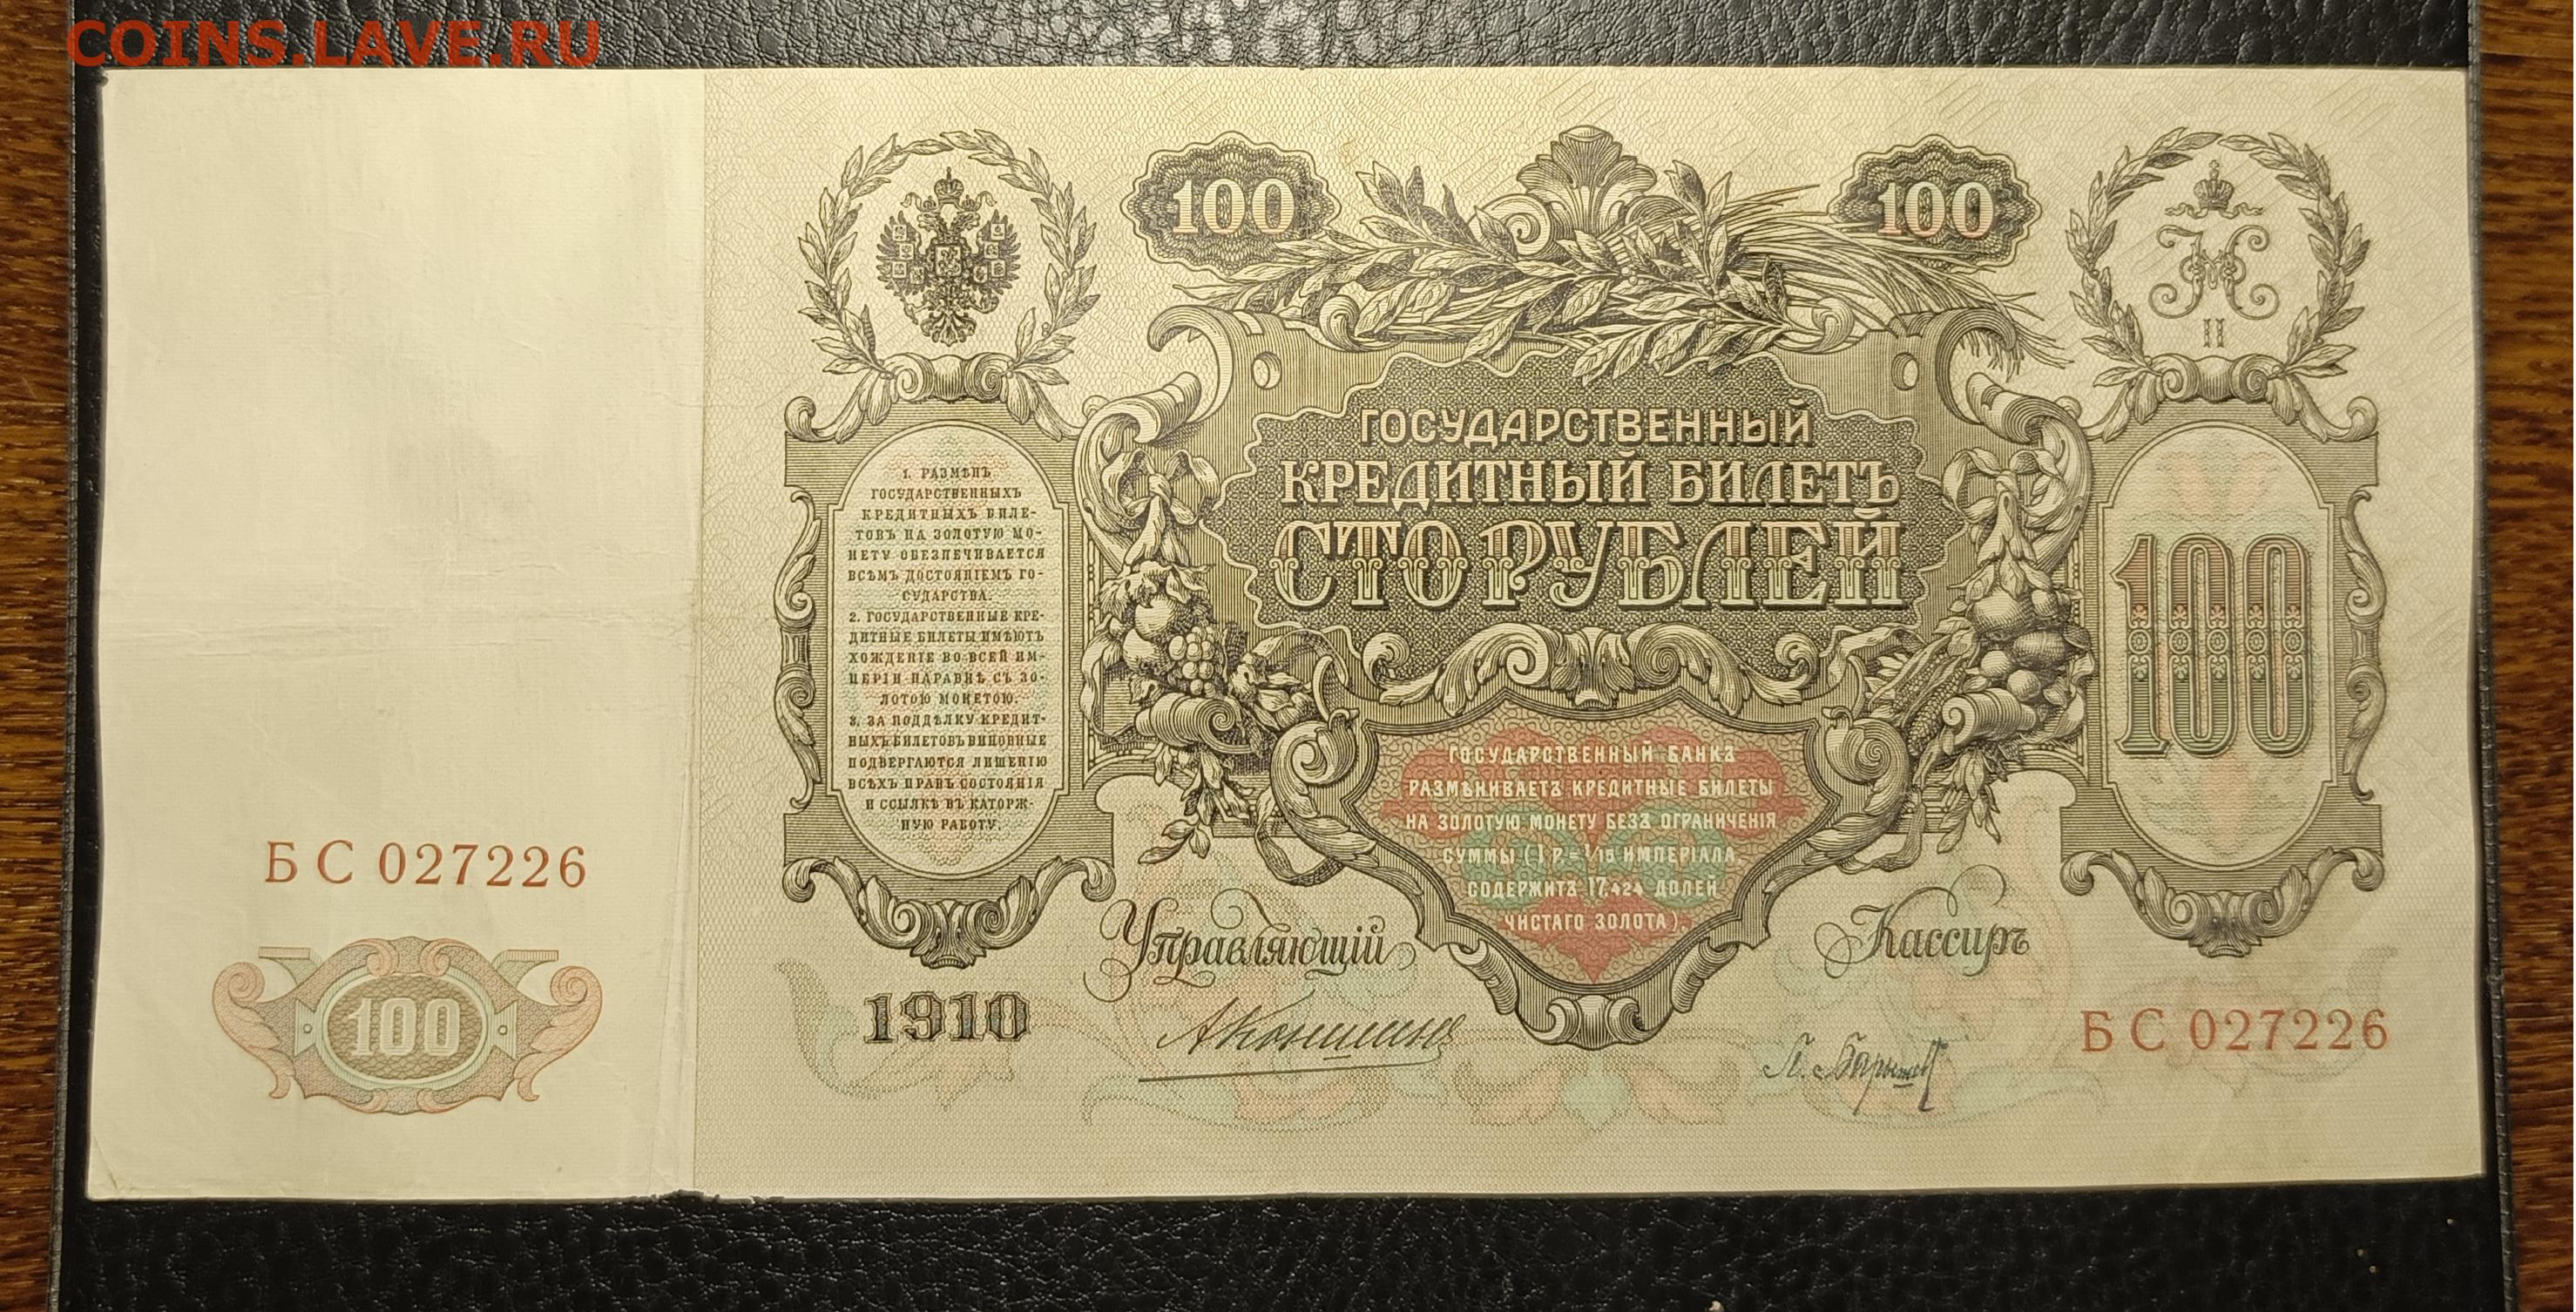 COINS.LAVE.RU
100
100
Н
II
ГОСУДАРСТВЕННЫЙ
КРЕДИТНЫЙ БИЛЕТЪ
СТО РУБЛЕЙ
1. РАЗМѢНЪ
ГОСУДАРСТВЕННЫХЪ
КРЕДИТНЫХЪ БИЛЕ-
ТОВЪ НА ЗОЛОТУЮ МО-
НЕТУ ОБЕЗПЕЧИВАЕТСЯ
ВСѢМЪ ДОСТОЯНІЕМЪ ГО-
СУДАРСТВА.
2. ГОСУДАРСТВЕННЫЕ КРЕ-
ДИТНЫЕ БИЛЕТЫ ИМѢЮТЪ
ХОЖДЕНІЕ ВО ВСЕЙ ИМ-
ПЕРІИ НАРАВНѢ СЪ ЗО-
ЛОТОЮ МОНЕТОЮ.
3. ЗА ПОДДѢЛКУ КРЕДИТ-
НЫХЪ БИЛЕТОВЪ ВИНОВНЫЕ
ПОДВЕРГАЮТСЯ ЛИШЕНІЮ
ВСѢХЪ ПРАВЪ СОСТОЯНІЯ
И ССЫЛКѢ ВЪ КАТОРЖ-
НУЮ РАБОТУ.
100
ГОСУДАРСТВЕННЫЙ БАНКЪ
РАЗМѢНИВАЕТЪ КРЕДИТНЫЕ БИЛЕТЫ
НА ЗОЛОТУЮ МОНЕТУ БЕЗЪ ОГРАНИЧЕНІЯ
СУММЫ (1 Р. = 1/15 ИМПЕРІАЛА,
СОДЕРЖИТЪ 17,424 ДОЛЕЙ
ЧИСТАГО ЗОЛОТА).
БС 027226
100
Управляющій
Кассиръ
1910
АКоншинъ
БС 027226